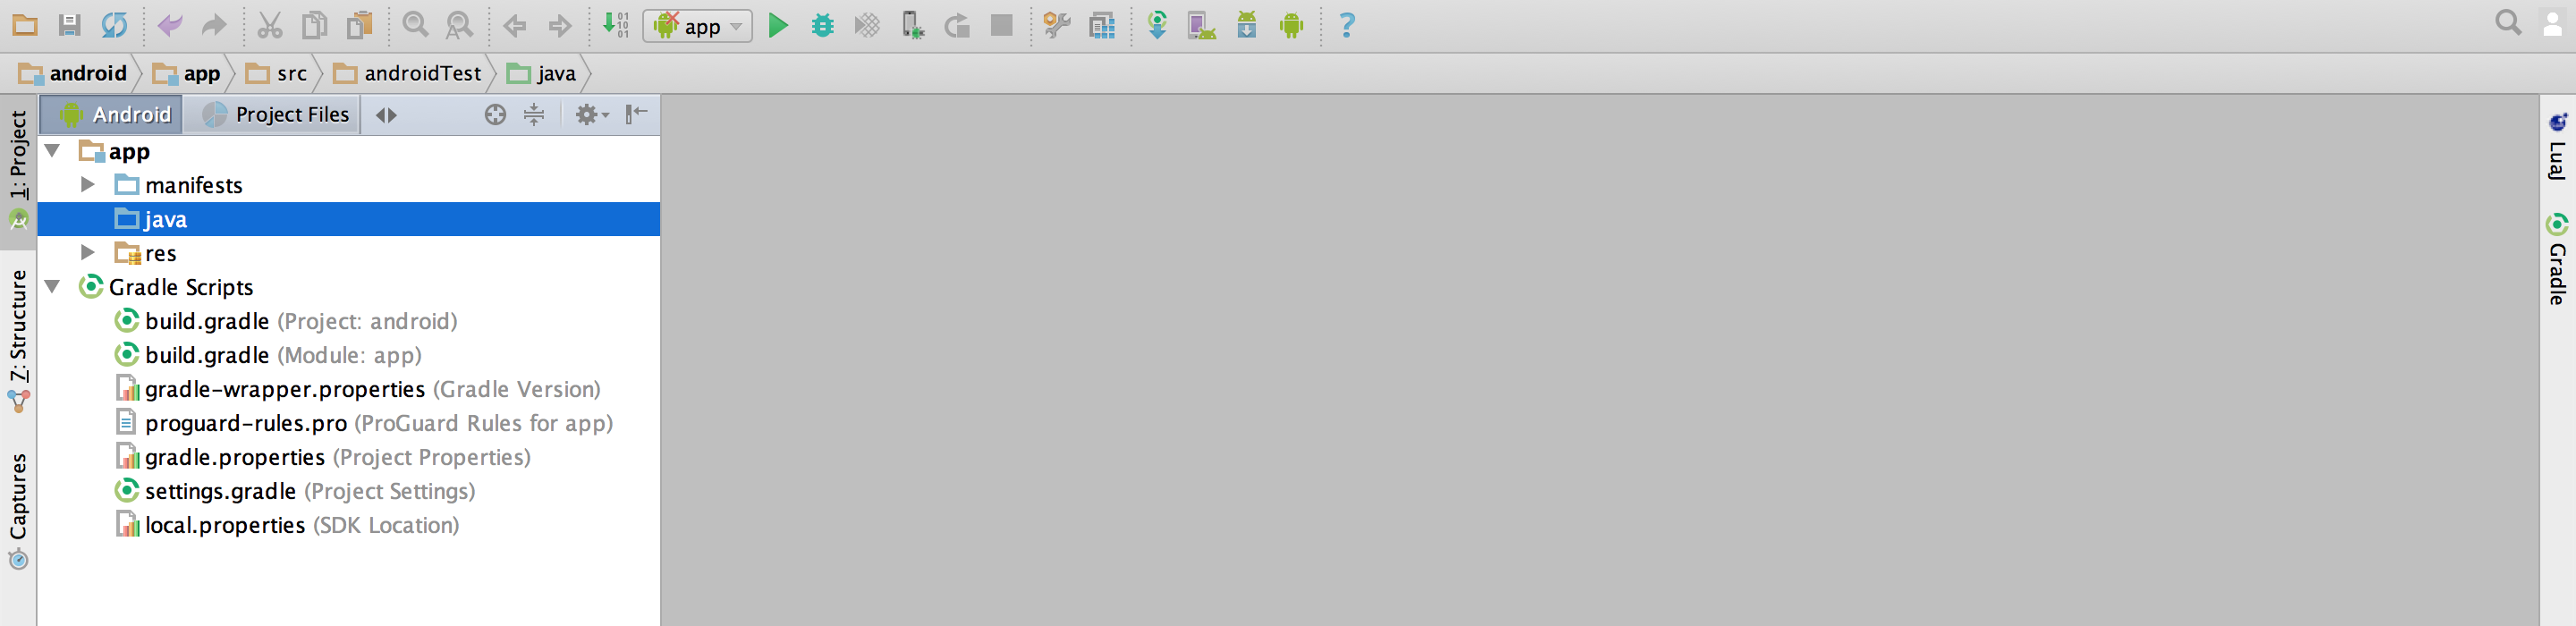 app
android app src androidTest java
Android Project Files
1: Project
7: Structure
Captures
app
manifests
java
res
Gradle Scripts
build.gradle (Project: android)
build.gradle (Module: app)
gradle-wrapper.properties (Gradle Version)
proguard-rules.pro (ProGuard Rules for app)
gradle.properties (Project Properties)
settings.gradle (Project Settings)
local.properties (SDK Location)
LuaJ
Gradle